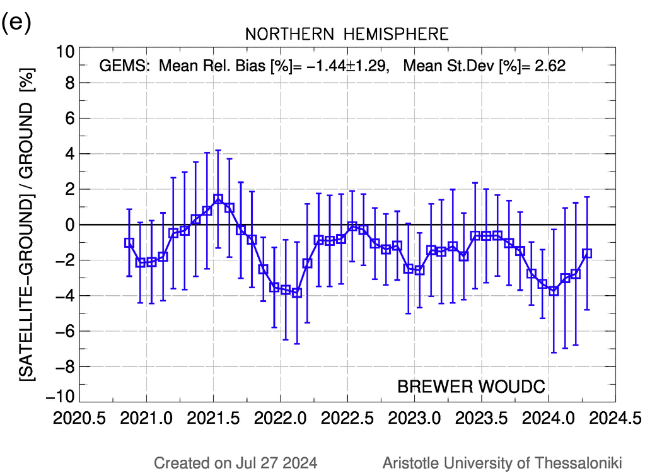 (e)
NORTHERN HEMISPHERE
GEMS: Mean Rel. Bias [%]= −1.44±1.29, Mean St.Dev [%]= 2.62
[SATELLITE−GROUND] / GROUND [%]
10
8
6
4
2
0
−2
−4
−6
−8
−10
BREWER WOUDC
2020.5 2021.0 2021.5 2022.0 2022.5 2023.0 2023.5 2024.0 2024.5
Created on Jul 27 2024 Aristotle University of Thessaloniki